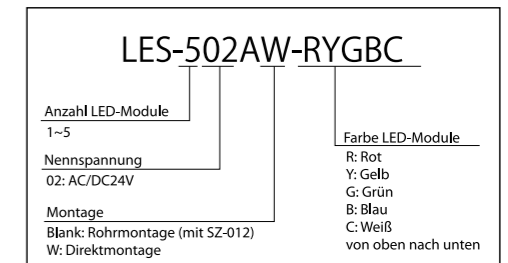 LES-502AW-RYGBC
Anzahl LED-Module
1~5
Nennspannung
02: AC/DC24V
Montage
Blank: Rohrmontage (mit SZ-012)
W: Direktmontage
Farbe LED-Module
R: Rot
Y: Gelb
G: Grün
B: Blau
C: Weiß
von oben nach unten